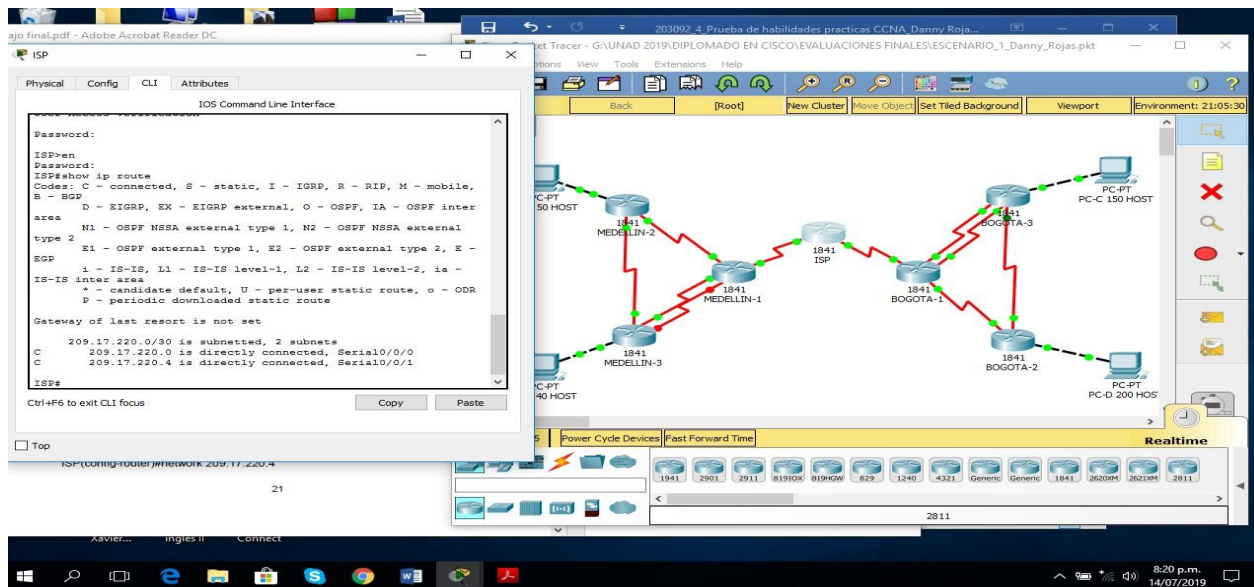 ajo final.pdf - Adobe Acrobat Reader DC
203092_4_Prueba de habilidades practicas CCNA_Danny Roja...
et Tracer - G:\UNAD 2019\DIPLOMADO EN CISCO\EVALUACIONES FINALES\ESCENARIO_1_Danny_Rojas.pkt
ptions View Tools Extensions Help
Back [Root] New Cluster Move Object Set Tiled Background Viewport Environment: 21:05:30
ISP
Physical Config CLI Attributes
IOS Command Line Interface
User Access Verification
Password:
ISP>en
Password:
ISP#show ip route
Codes: C - connected, S - static, I - IGRP, R - RIP, M - mobile,
B - BGP
D - EIGRP, EX - EIGRP external, O - OSPF, IA - OSPF inter
area
N1 - OSPF NSSA external type 1, N2 - OSPF NSSA external
type 2
E1 - OSPF external type 1, E2 - OSPF external type 2, E -
EGP
i - IS-IS, L1 - IS-IS level-1, L2 - IS-IS level-2, ia -
IS-IS inter area
* - candidate default, U - per-user static route, o - ODR
P - periodic downloaded static route
Gateway of last resort is not set
209.17.220.0/30 is subnetted, 2 subnets
C 209.17.220.0 is directly connected, Serial0/0/0
C 209.17.220.4 is directly connected, Serial0/0/1
ISP#
Ctrl+F6 to exit CLI focus
Copy Paste
Top
ISP(config-router)#network 209.17.220.4
21
C-PT
50 HOST
1841
MEDELLIN-2
1841
MEDELLIN-1
1841
MEDELLIN-3
C-PT
40 HOST
1841
ISP
1841
BOGOTA-1
1841
BOGOTA-3
PC-PT
PC-C 150 HOST
1841
BOGOTA-2
PC-PT
PC-D 200 HOS
5 Power Cycle Devices Fast Forward Time
Realtime
1941 2901 2911 819IOX 819HGW 829 1240 4321 Generic Generic 1841 2620XM 2621XM 2811
2811
Xavier... Ingles II Connect
8:20 p.m.
14/07/2019